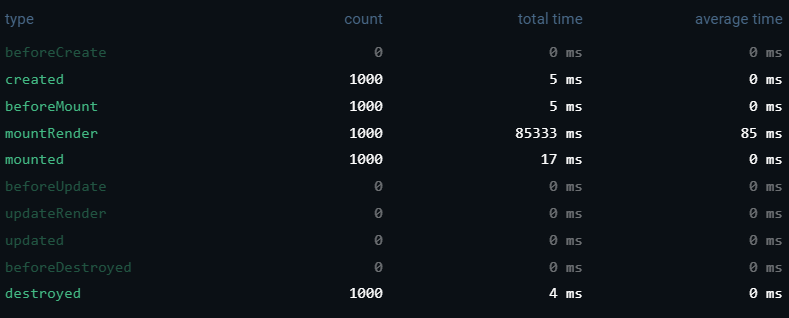 type count total time average time
beforeCreate 0 0 ms 0 ms
created 1000 5 ms 0 ms
beforeMount 1000 5 ms 0 ms
mountRender 1000 85333 ms 85 ms
mounted 1000 17 ms 0 ms
beforeUpdate 0 0 ms 0 ms
updateRender 0 0 ms 0 ms
updated 0 0 ms 0 ms
beforeDestroyed 0 0 ms 0 ms
destroyed 1000 4 ms 0 ms